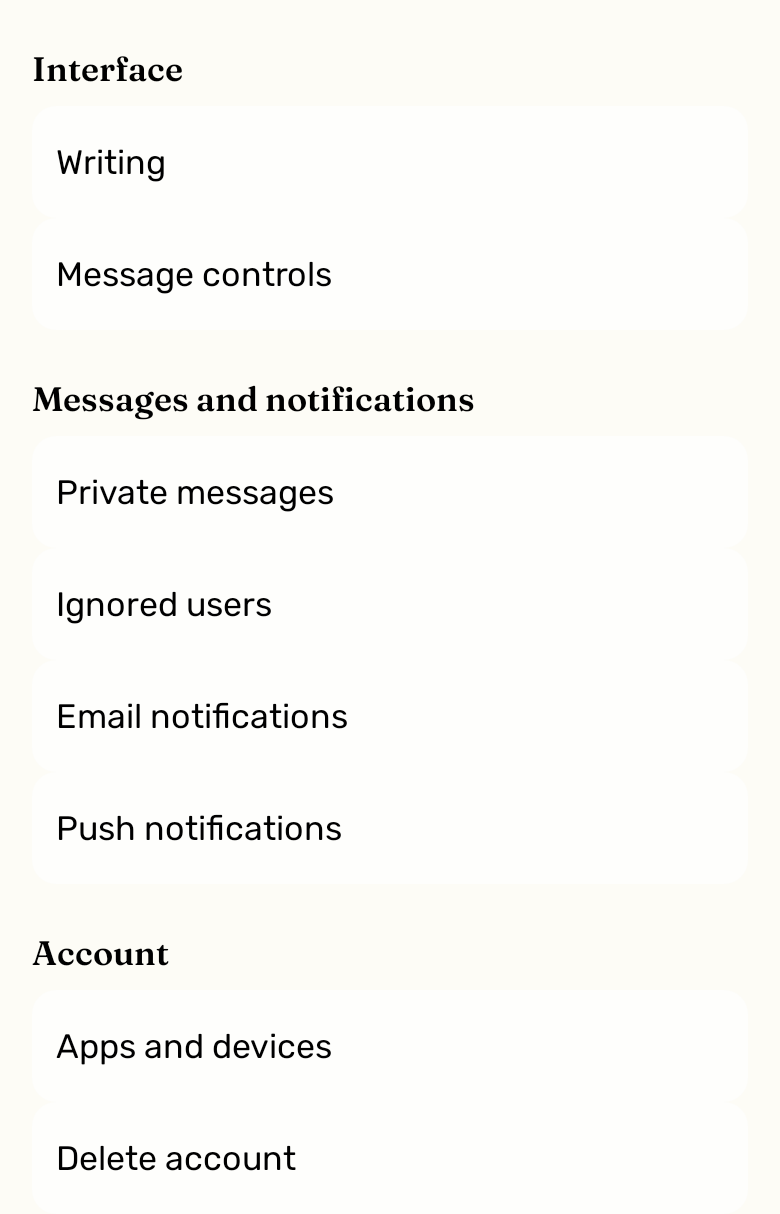 Interface
Writing
Message controls
Messages and notifications
Private messages
Ignored users
Email notifications
Push notifications
Account
Apps and devices
Delete account